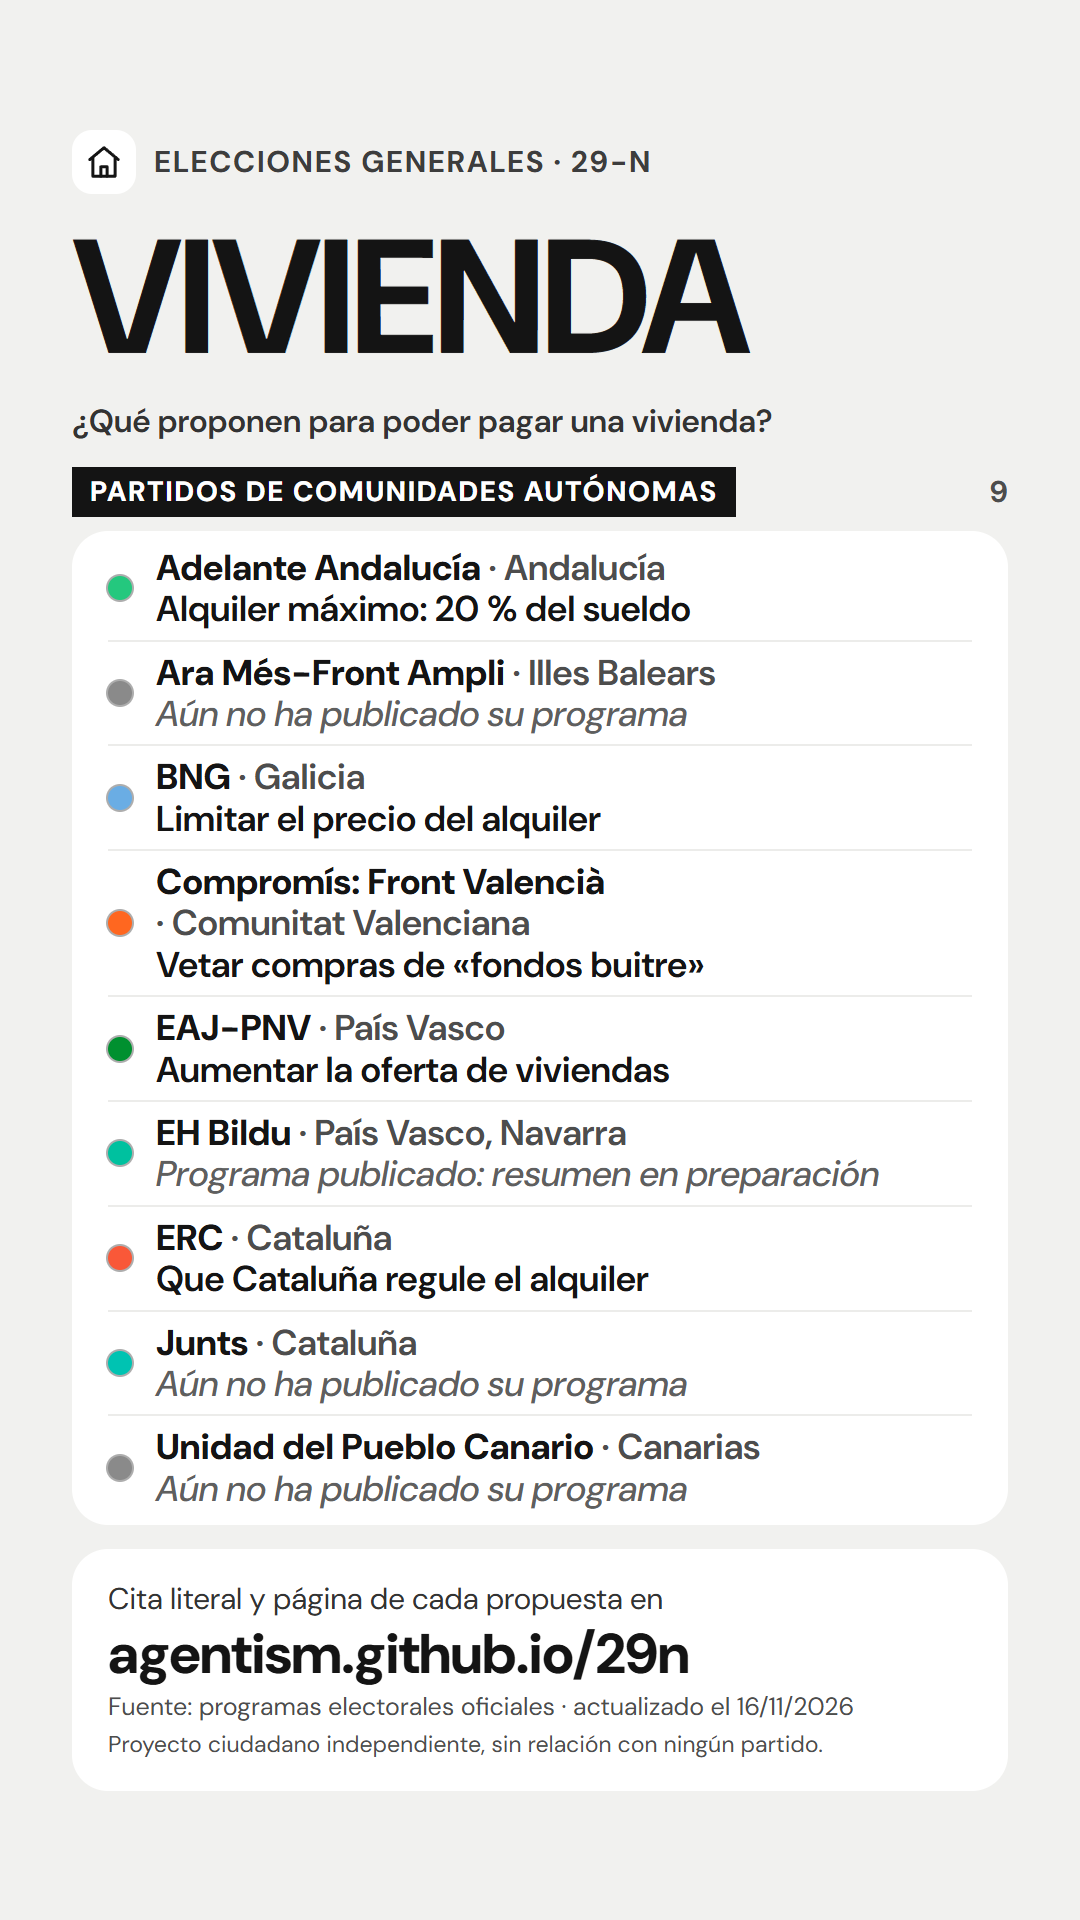 ELECCIONES GENERALES · 29-N
VIVIENDA
¿Qué proponen para poder pagar una vivienda?
PARTIDOS DE COMUNIDADES AUTÓNOMAS 9
Adelante Andalucía · Andalucía
Alquiler máximo: 20 % del sueldo
Ara Més-Front Ampli · Illes Balears
Aún no ha publicado su programa
BNG · Galicia
Limitar el precio del alquiler
Compromís: Front Valencià
· Comunitat Valenciana
Vetar compras de «fondos buitre»
EAJ-PNV · País Vasco
Aumentar la oferta de viviendas
EH Bildu · País Vasco, Navarra
Programa publicado: resumen en preparación
ERC · Cataluña
Que Cataluña regule el alquiler
Junts · Cataluña
Aún no ha publicado su programa
Unidad del Pueblo Canario · Canarias
Aún no ha publicado su programa
Cita literal y página de cada propuesta en
agentism.github.io/29n
Fuente: programas electorales oficiales · actualizado el 16/11/2026
Proyecto ciudadano independiente, sin relación con ningún partido.